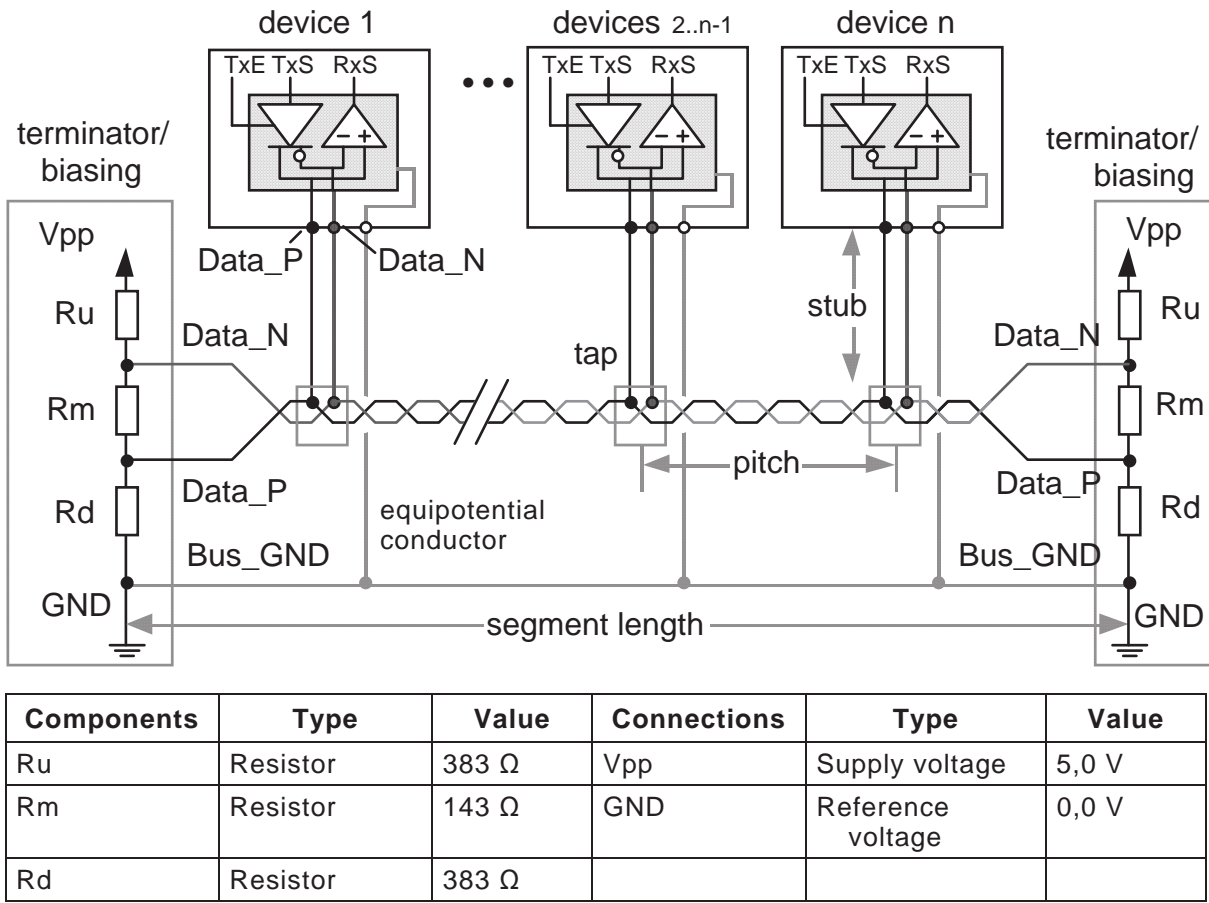 device 1
devices 2..n-1
device n
TxE TxS RxS
TxE TxS RxS
TxE TxS RxS
- +
- +
- +
terminator/
biasing
terminator/
biasing
Vpp
Vpp
Data_P
Data_N
Ru
Ru
stub
Data_N
Data_N
tap
Rm
Rm
pitch
Data_P
Data_P
Rd
Rd
equipotential
conductor
Bus_GND
Bus_GND
GND
GND
segment length
Components Type Value Connections Type Value
Ru Resistor 383 Ω Vpp Supply voltage 5,0 V
Rm Resistor 143 Ω GND Reference 0,0 V
voltage
Rd Resistor 383 Ω